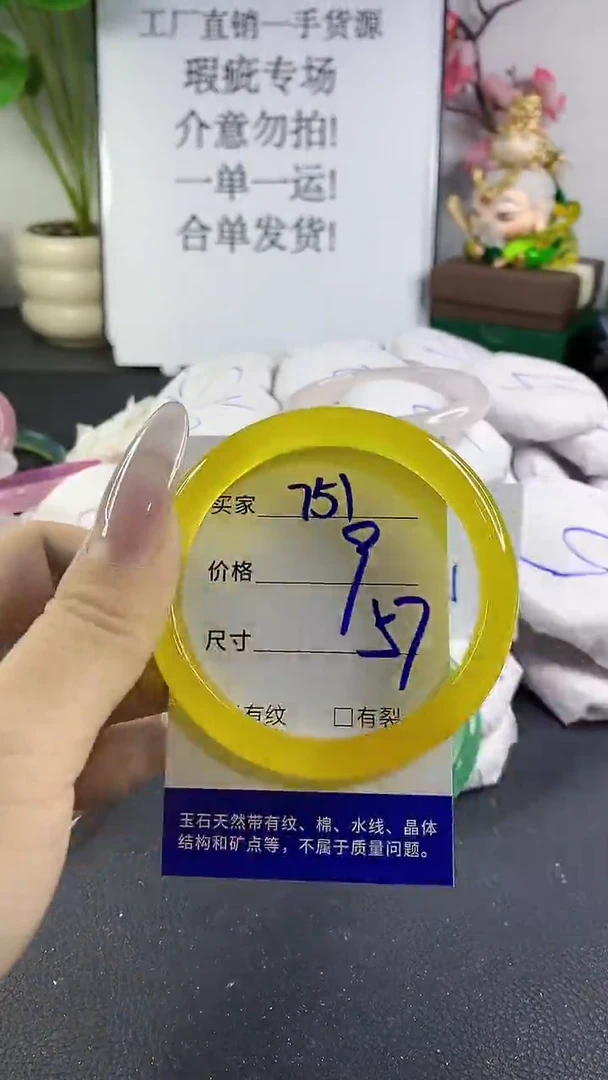 工厂直销一手货源
瑕疵专场
介意勿拍!
一单一运!
合单发货!
买家 751
价格 9
尺寸 57
有纹 □有裂
玉石天然带有纹、棉、水线、晶体
结构和矿点等，不属于质量问题。